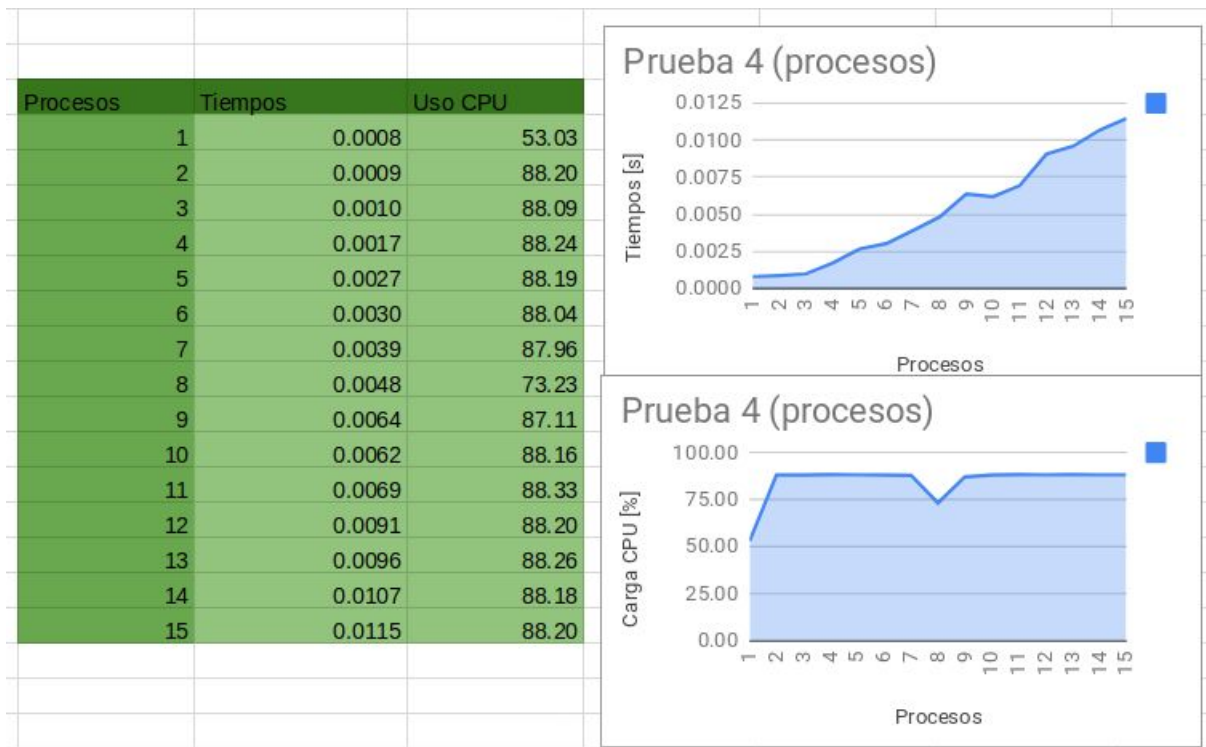 Procesos Tiempos Uso CPU
1 0.0008 53.03
2 0.0009 88.20
3 0.0010 88.09
4 0.0017 88.24
5 0.0027 88.19
6 0.0030 88.04
7 0.0039 87.96
8 0.0048 73.23
9 0.0064 87.11
10 0.0062 88.16
11 0.0069 88.33
12 0.0091 88.20
13 0.0096 88.26
14 0.0107 88.18
15 0.0115 88.20
Prueba 4 (procesos)
Tiempos [s]
0.0125
0.0100
0.0075
0.0050
0.0025
0.0000
1 2 3 4 5 6 7 8 9 10 11 12 13 14 15
Procesos
Prueba 4 (procesos)
Carga CPU [%]
100.00
75.00
50.00
25.00
0.00
1 2 3 4 5 6 7 8 9 10 11 12 13 14 15
Procesos